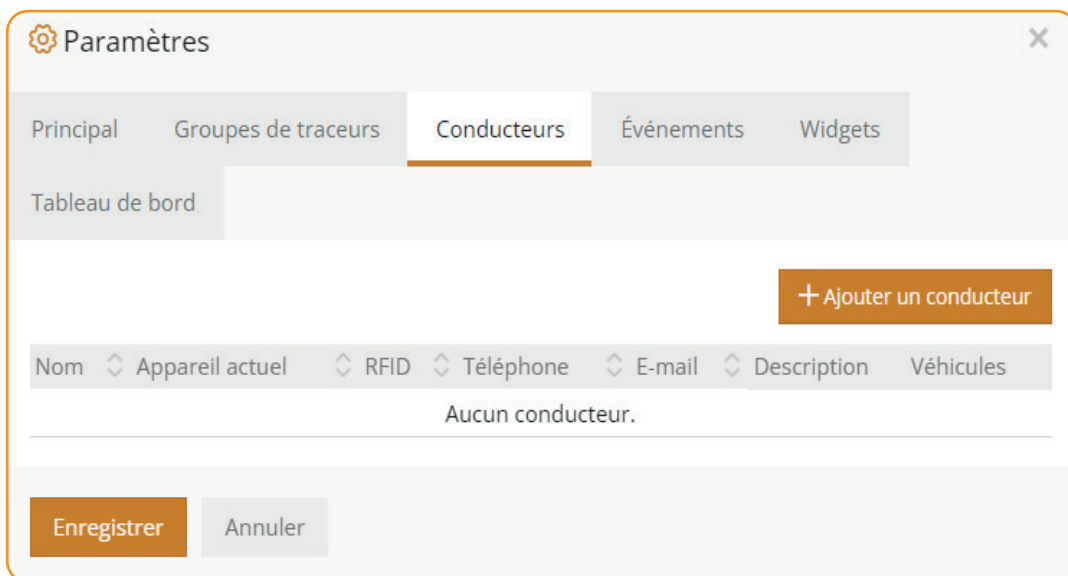 Paramètres
Principal Groupes de traceurs Conducteurs Événements Widgets
Tableau de bord
+ Ajouter un conducteur
Nom Appareil actuel RFID Téléphone E-mail Description Véhicules
Aucun conducteur.
Enregistrer Annuler